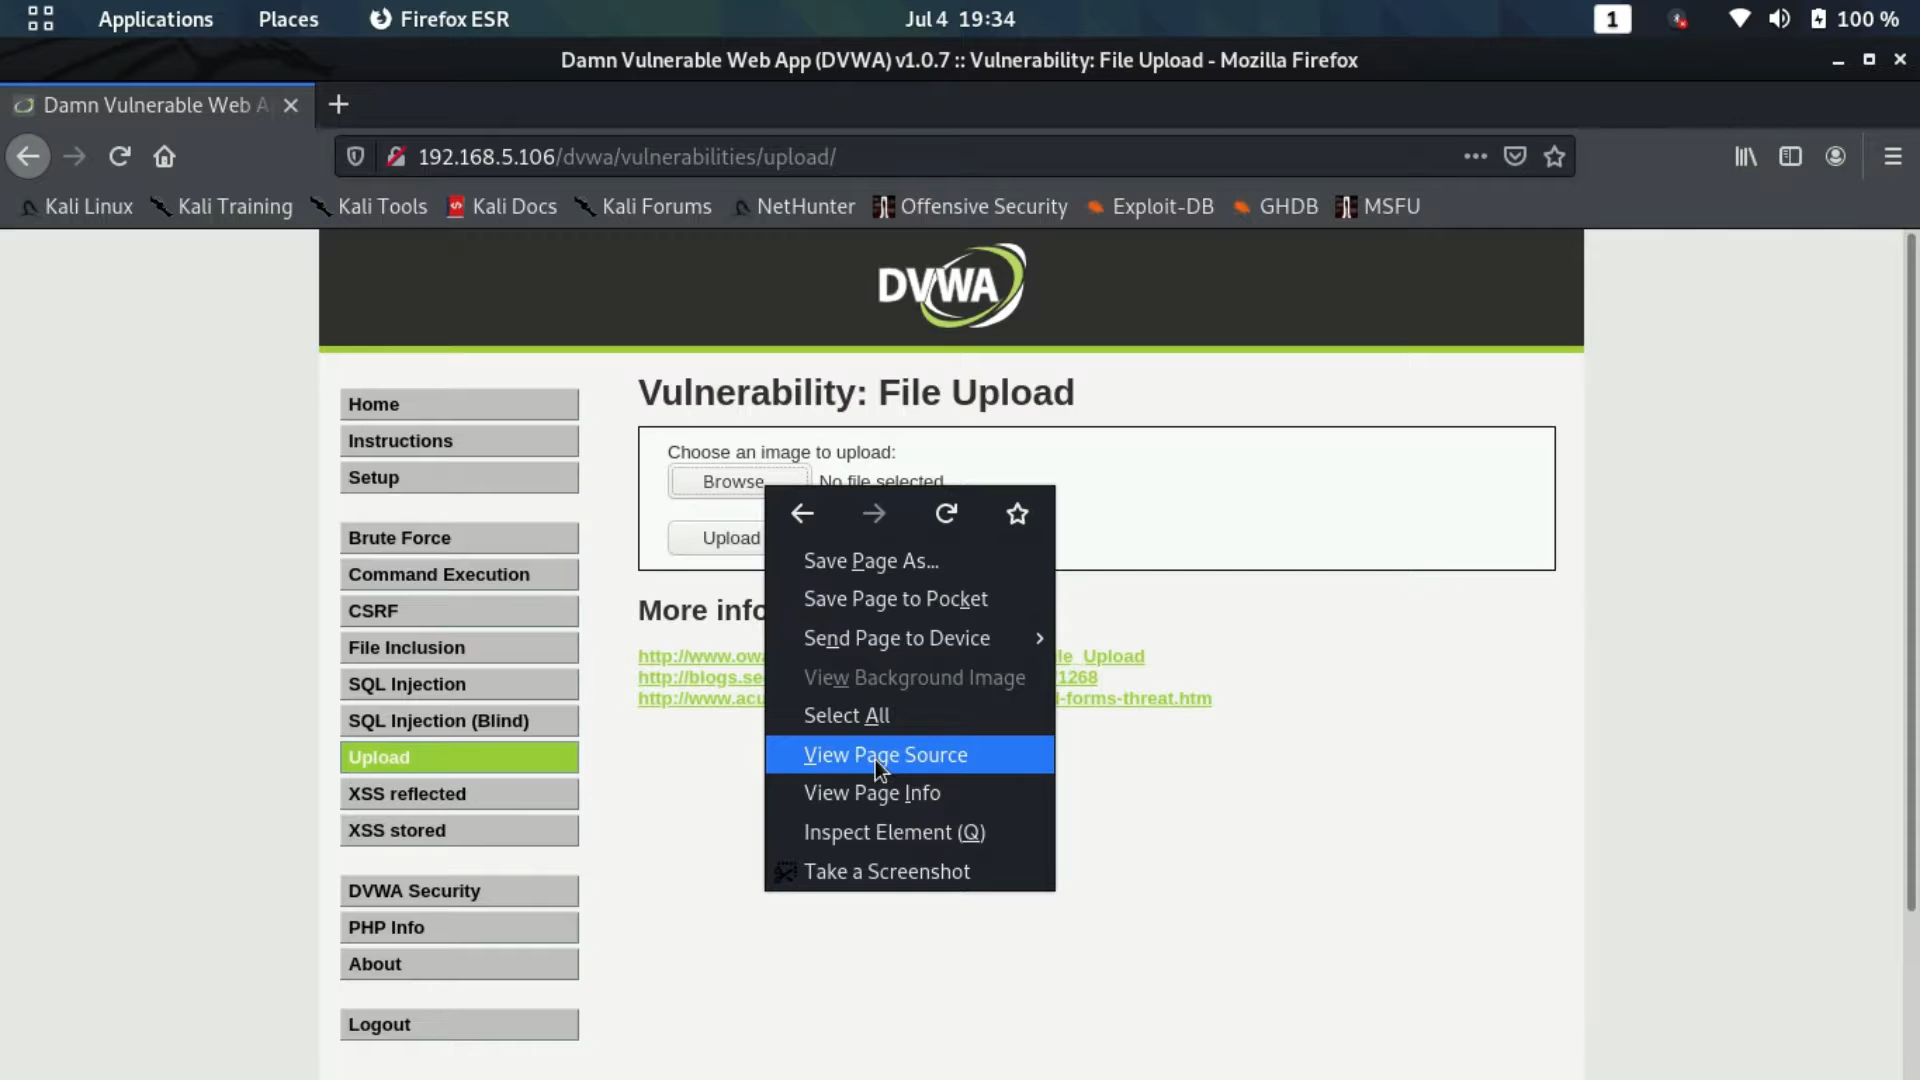 Applications Places Firefox ESR Jul 4 19:34 1 100 %
Damn Vulnerable Web App (DVWA) v1.0.7 :: Vulnerability: File Upload - Mozilla Firefox
Damn Vulnerable Web A
192.168.5.106/dvwa/vulnerabilities/upload/
Kali Linux Kali Training Kali Tools Kali Docs Kali Forums NetHunter Offensive Security Exploit-DB GHDB MSFU
DVWA
Home
Instructions
Setup
Brute Force
Command Execution
CSRF
File Inclusion
SQL Injection
SQL Injection (Blind)
Upload
XSS reflected
XSS stored
DVWA Security
PHP Info
About
Logout
Vulnerability: File Upload
Choose an image to upload:
Browse No file selected
Upload
More info
http://www.owa le_Upload
http://blogs.se 1268
http://www.acu l-forms-threat.htm
Save Page As...
Save Page to Pocket
Send Page to Device
View Background Image
Select All
View Page Source
View Page Info
Inspect Element (Q)
Take a Screenshot